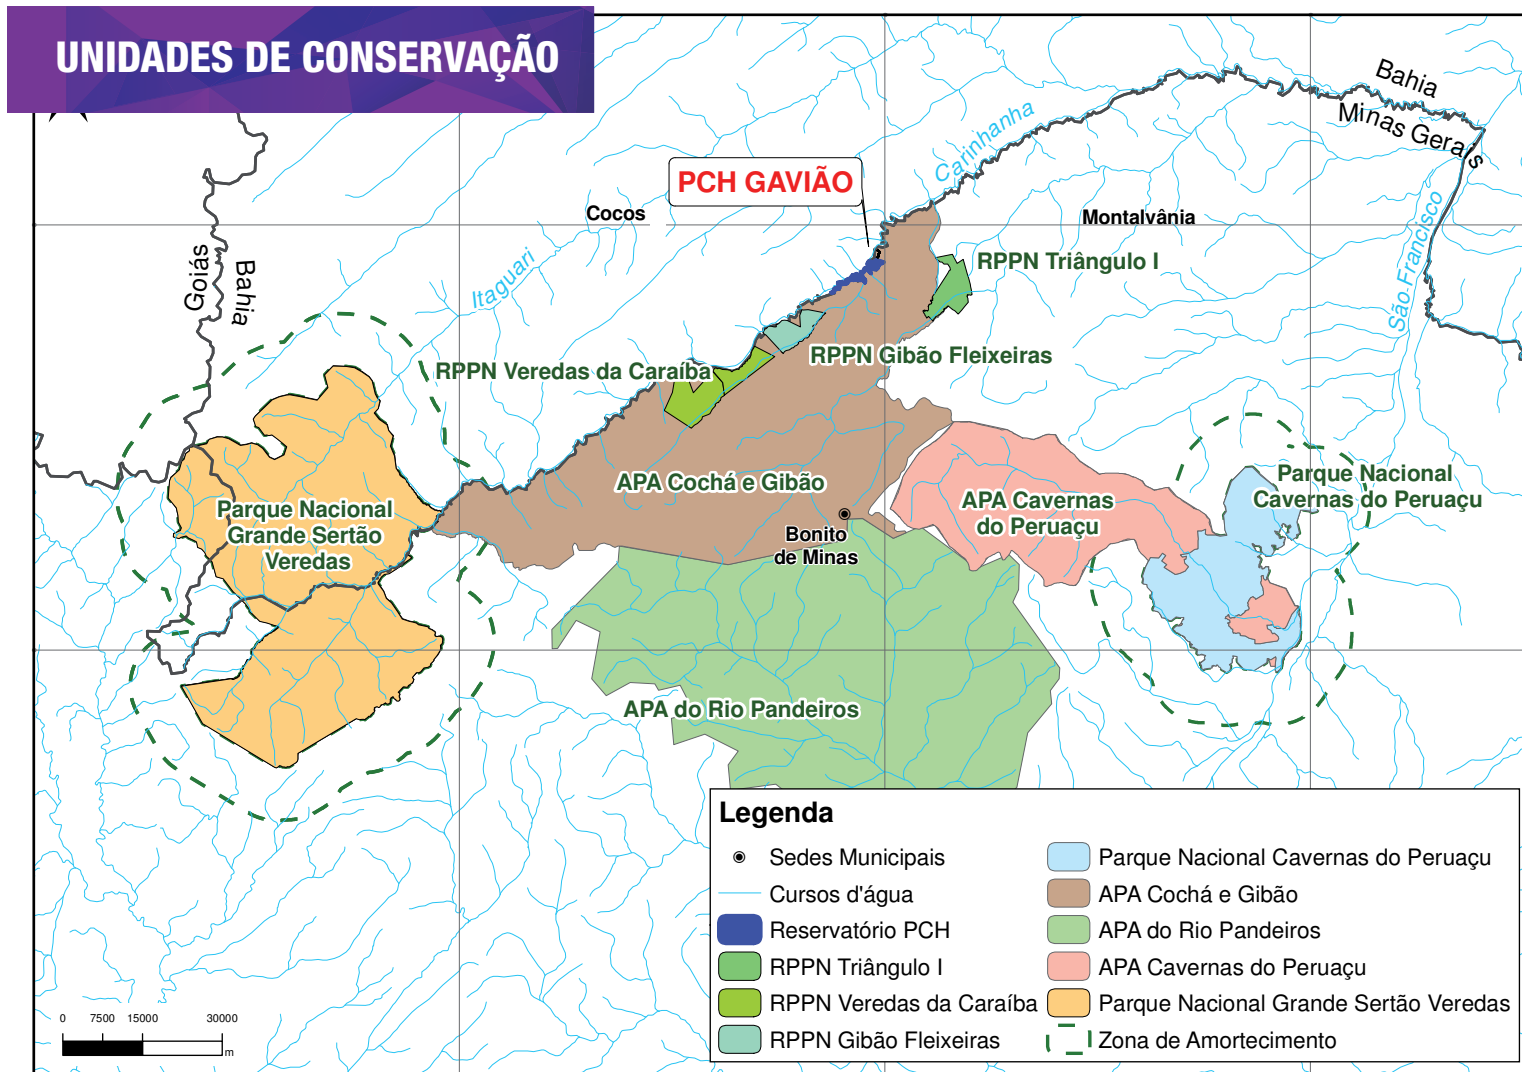 UNIDADES DE CONSERVAÇÃO
Bahia
Minas Gerais
Carinhanha
PCH GAVIÃO
Cocos
Montalvânia
São Francisco
Goiás
Bahia
Itaguari
RPPN Triângulo I
RPPN Gibão Fleixeiras
RPPN Veredas da Caraíba
APA Cochá e Gibão
Parque Nacional
Cavernas do Peruaçu
APA Cavernas
do Peruaçu
Parque Nacional
Grande Sertão
Veredas
Bonito
de Minas
APA do Rio Pandeiros
Legenda
Sedes Municipais
Cursos d'água
Reservatório PCH
RPPN Triângulo I
RPPN Veredas da Caraíba
RPPN Gibão Fleixeiras
Parque Nacional Cavernas do Peruaçu
APA Cochá e Gibão
APA do Rio Pandeiros
APA Cavernas do Peruaçu
Parque Nacional Grande Sertão Veredas
Zona de Amortecimento
0 7500 15000 30000
m